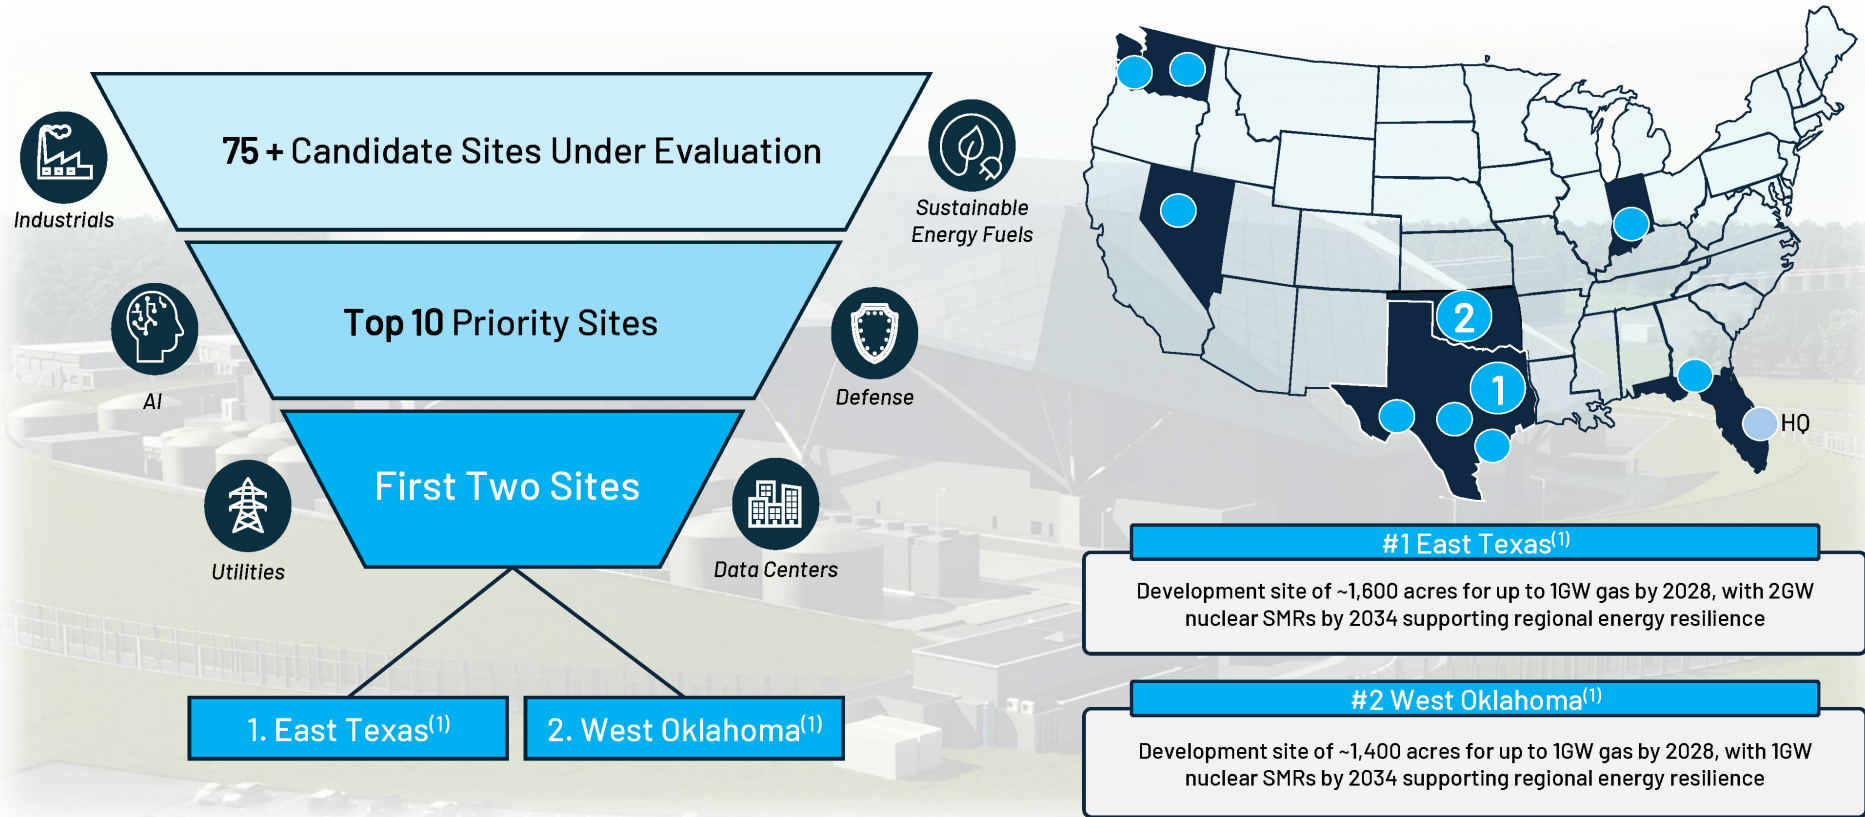 75 + Candidate Sites Under Evaluation
Industrials
Sustainable
Energy Fuels
Top 10 Priority Sites
AI
Defense
First Two Sites
Utilities
Data Centers
1. East Texas(1)
2. West Oklahoma(1)
2
1
HQ
#1 East Texas(1)
Development site of ~1,600 acres for up to 1GW gas by 2028, with 2GW
nuclear SMRs by 2034 supporting regional energy resilience
#2 West Oklahoma(1)
Development site of ~1,400 acres for up to 1GW gas by 2028, with 1GW
nuclear SMRs by 2034 supporting regional energy resilience